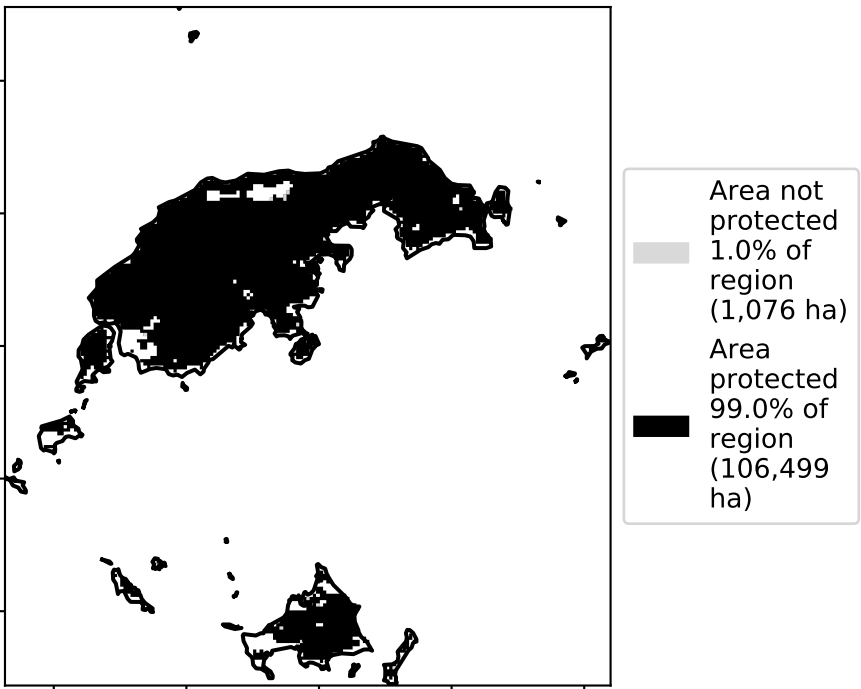 Area not
protected
1.0% of
region
(1,076 ha)
Area
protected
99.0% of
region
(106,499
ha)